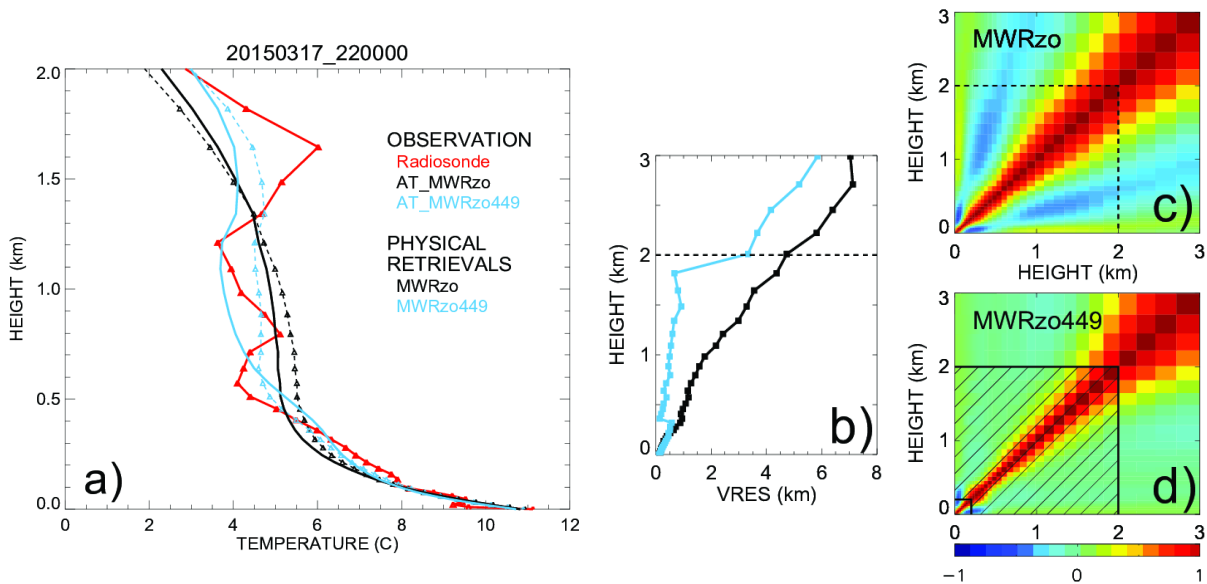 20150317_220000
2.0
1.5
1.0
0.5
0.0
HEIGHT (km)
OBSERVATION
Radiosonde
AT_MWRzo
AT_MWRzo449
PHYSICAL
RETRIEVALS
MWRzo
MWRzo449
a)
0 2 4 6 8 10 12
TEMPERATURE (C)
3
2
1
0
HEIGHT (km)
b)
0 2 4 6 8
VRES (km)
3
2
1
0
HEIGHT (km)
MWRzo
c)
0 1 2 3
HEIGHT (km)
3
2
1
0
HEIGHT (km)
MWRzo449
d)
0 1 2 3
−1 0 1